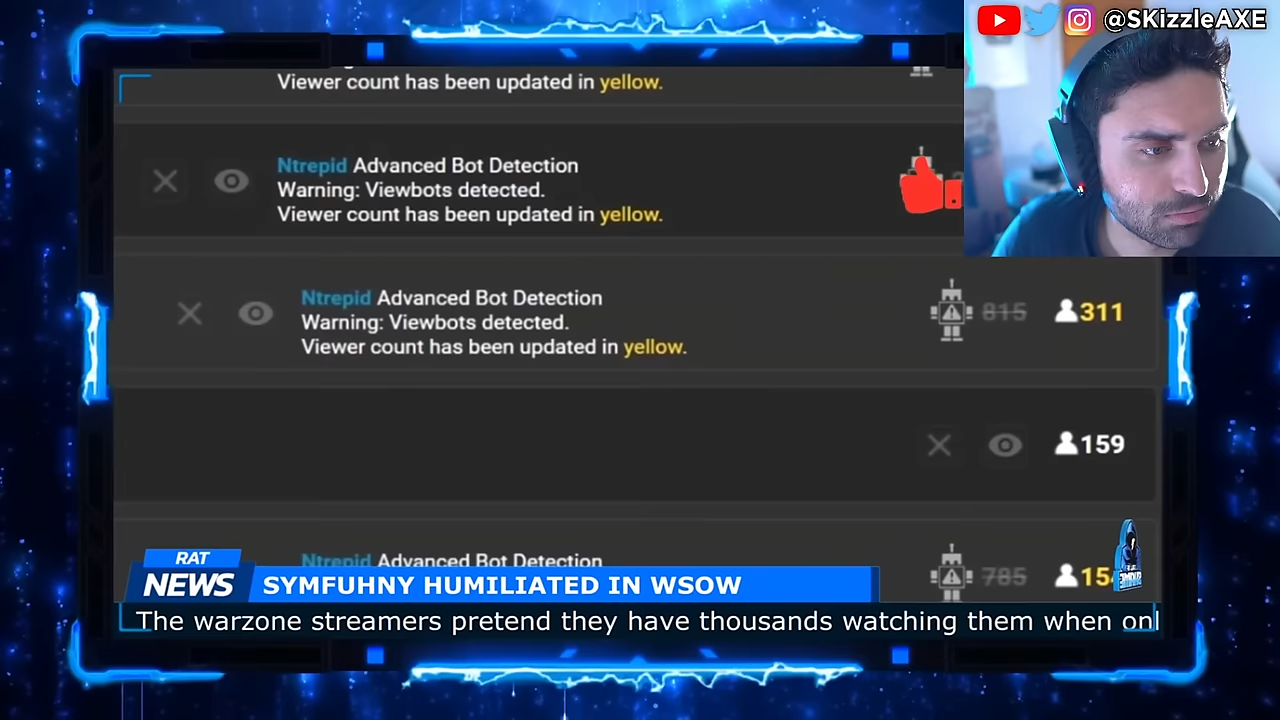 @SKizzleAXE
Viewer count has been updated in yellow.
Ntrepid Advanced Bot Detection
Warning: Viewbots detected.
Viewer count has been updated in yellow.
Ntrepid Advanced Bot Detection
Warning: Viewbots detected.
Viewer count has been updated in yellow.
815 311
159
Ntrepid Advanced Bot Detection
785
RAT
NEWS
SYMFUHNY HUMILIATED IN WSOW
The warzone streamers pretend they have thousands watching them when onl